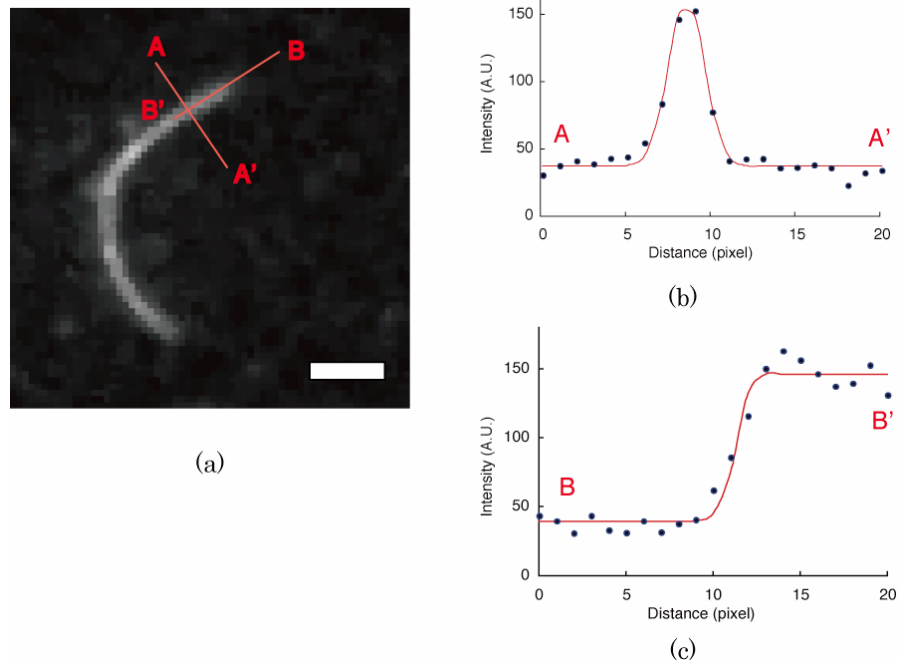 A
B
B'
A'
(a)
Intensity (A.U.)
150
100
50
0
A
A'
0 5 10 15 20
Distance (pixel)
(b)
Intensity (A.U.)
150
100
50
0
B
B'
0 5 10 15 20
Distance (pixel)
(c)